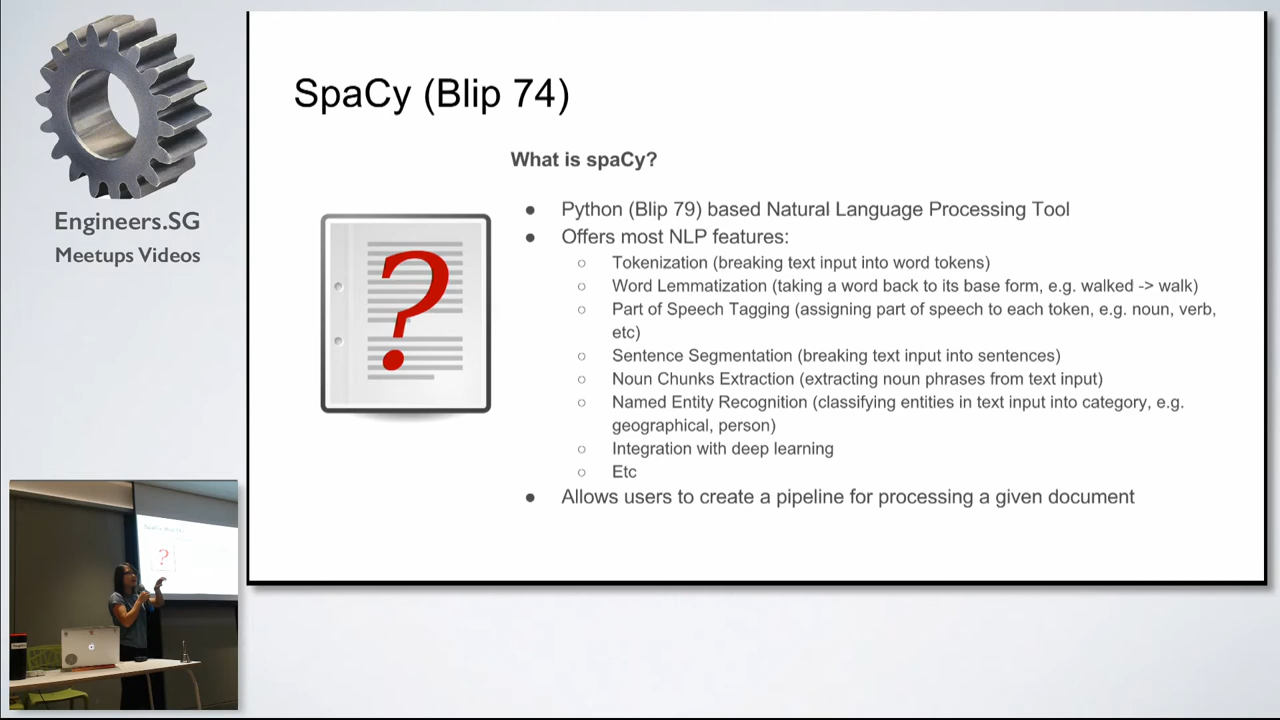 Engineers.SG
Meetups Videos
SpaCy (Blip 74)
What is spaCy?
● Python (Blip 79) based Natural Language Processing Tool
● Offers most NLP features:
○ Tokenization (breaking text input into word tokens)
○ Word Lemmatization (taking a word back to its base form, e.g. walked -> walk)
○ Part of Speech Tagging (assigning part of speech to each token, e.g. noun, verb,
etc)
○ Sentence Segmentation (breaking text input into sentences)
○ Noun Chunks Extraction (extracting noun phrases from text input)
○ Named Entity Recognition (classifying entities in text input into category, e.g.
geographical, person)
○ Integration with deep learning
○ Etc
● Allows users to create a pipeline for processing a given document
?